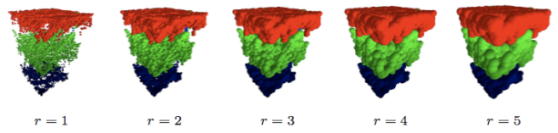 r = 1 r = 2 r = 3 r = 4 r = 5